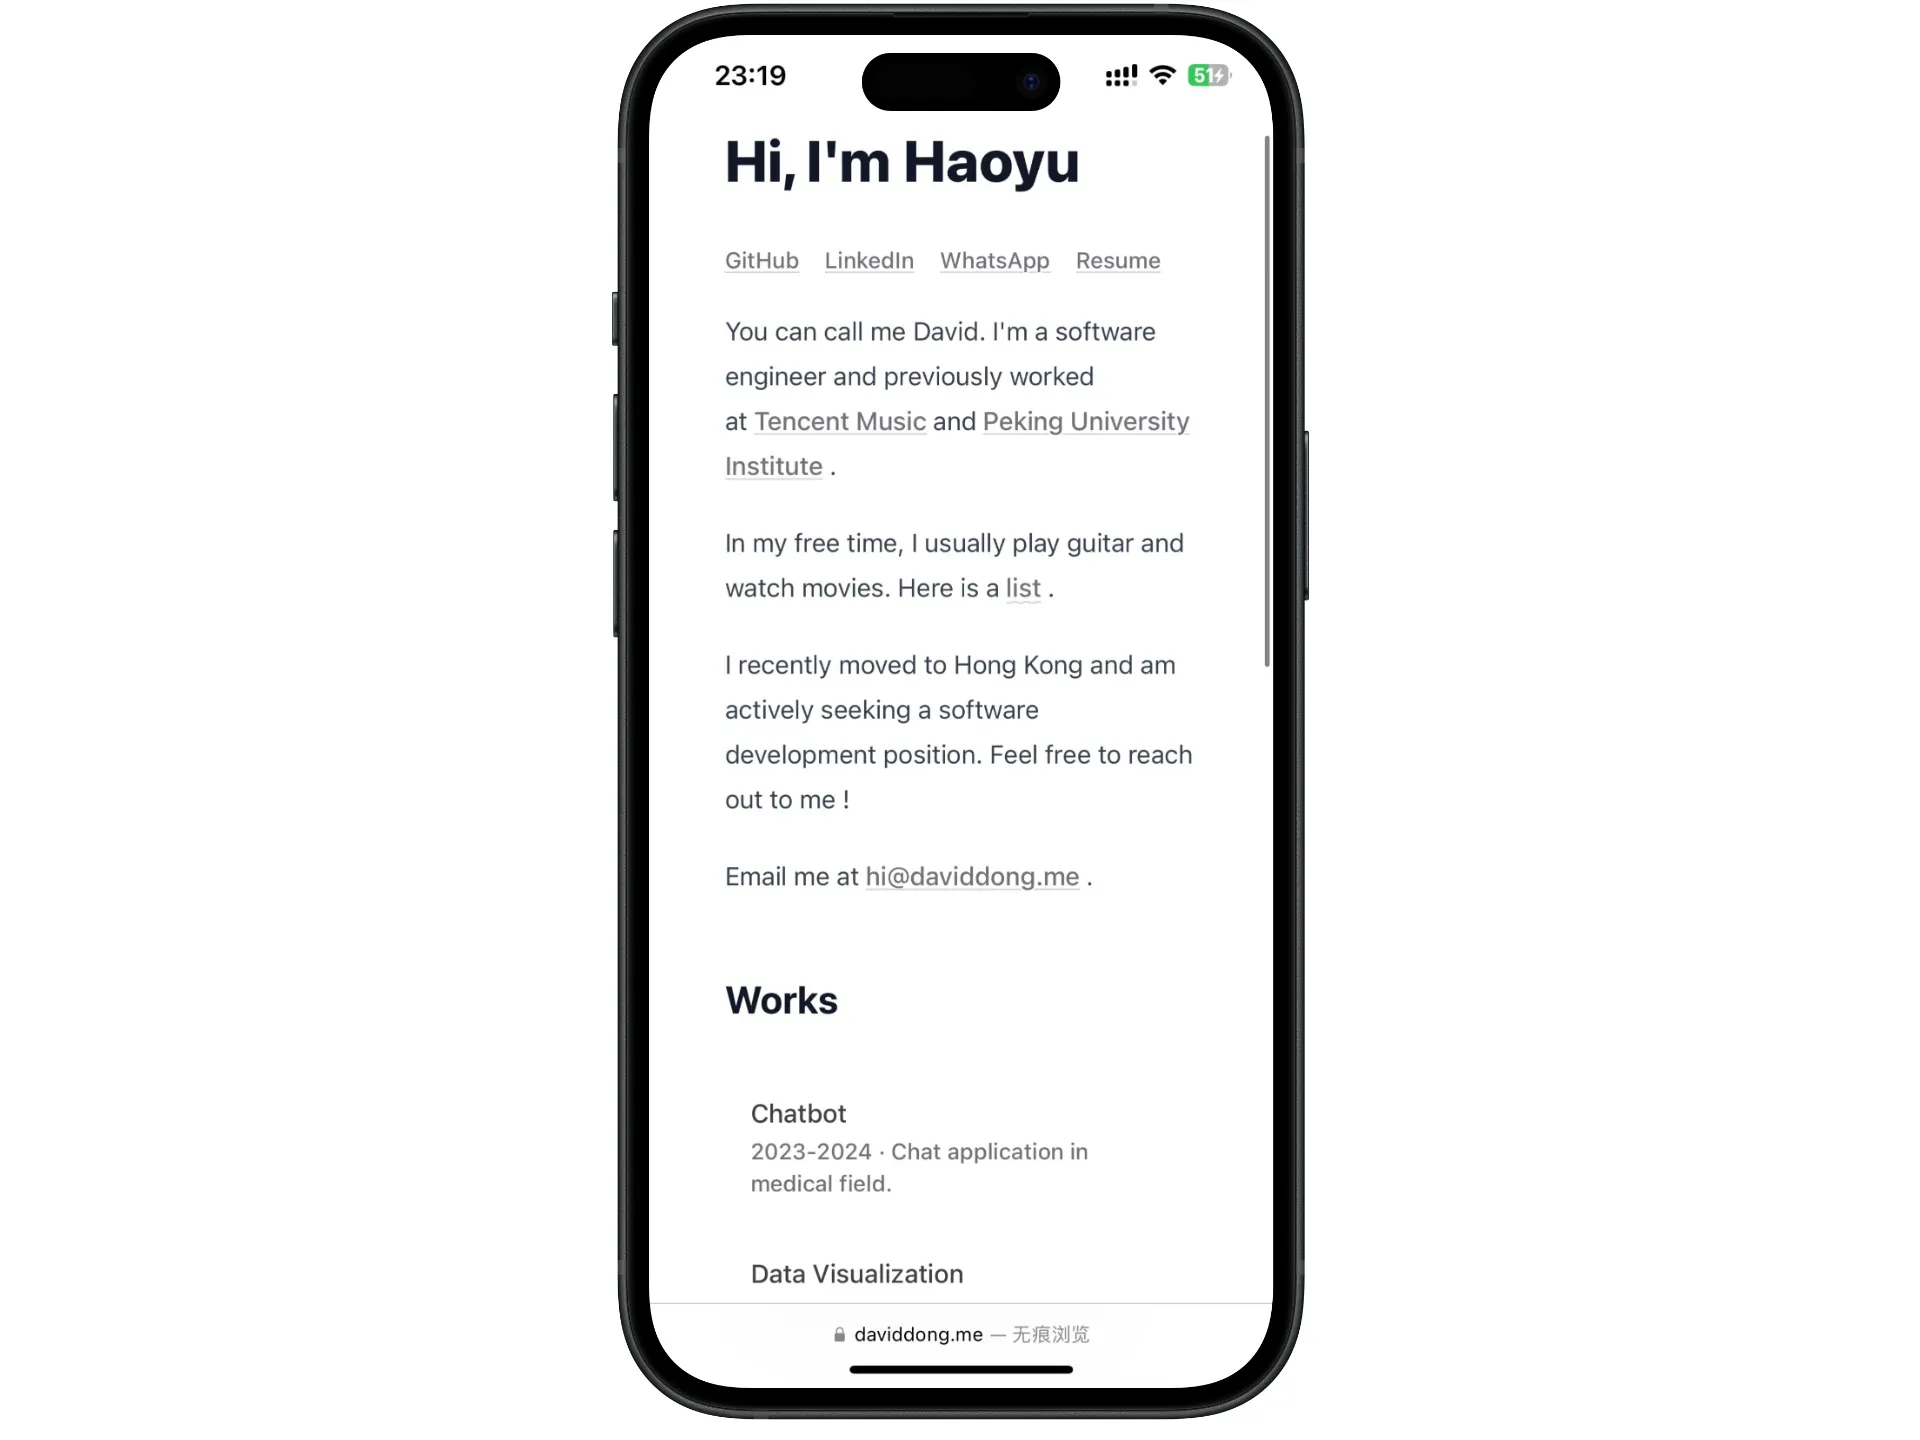 23:19
51
Hi, I'm Haoyu
GitHub LinkedIn WhatsApp Resume
You can call me David. I'm a software
engineer and previously worked
at Tencent Music and Peking University
Institute .
In my free time, I usually play guitar and
watch movies. Here is a list .
I recently moved to Hong Kong and am
actively seeking a software
development position. Feel free to reach
out to me !
Email me at hi@daviddong.me .
Works
Chatbot
2023-2024 · Chat application in
medical field.
Data Visualization
daviddong.me — 无痕浏览